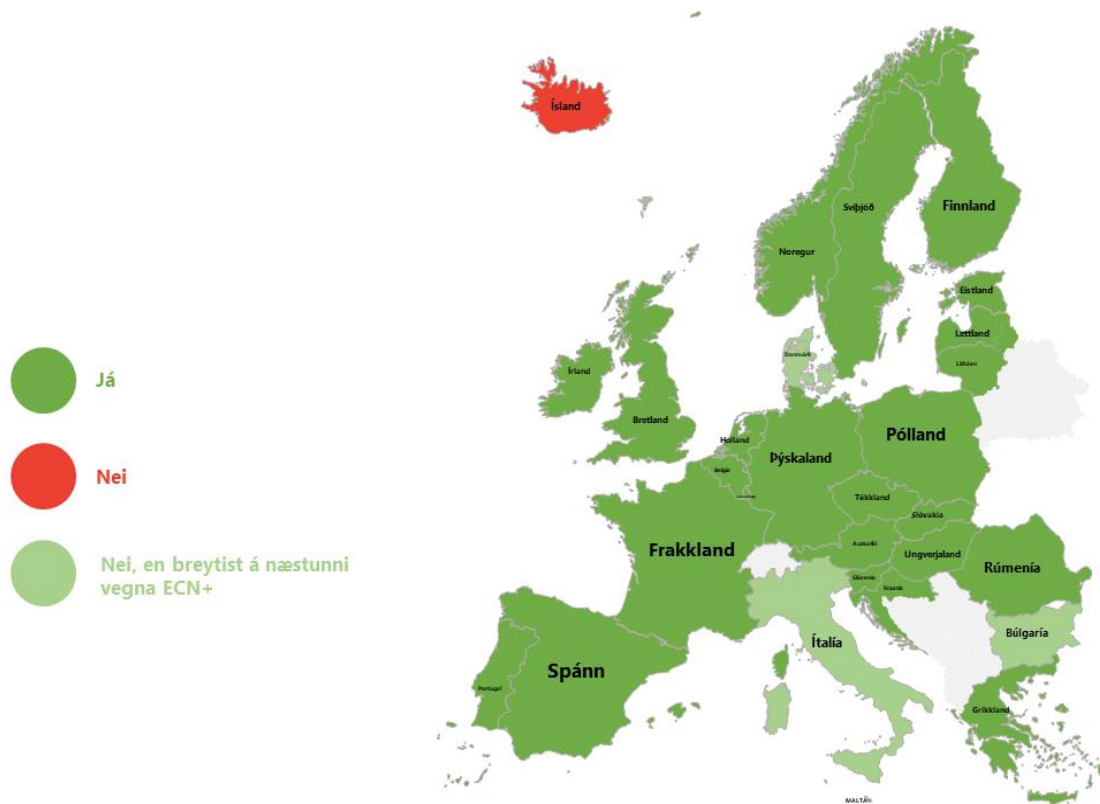 Ísland
Svíþjóð
Finnland
Noregur
Eistland
Lettland
Litháen
Danmörk
Írland
Bretland
Já
Holland
Pólland
Þýskaland
Belgía
Nei
Tékkland
Slóvakía
Frakkland
Austurríki
Ungverjaland
Rúmenía
Nei, en breytist á næstunni
vegna ECN+
Slóvenía
Króatía
Búlgaría
Ítalía
Spánn
Portúgal
Grikkland
MALTA